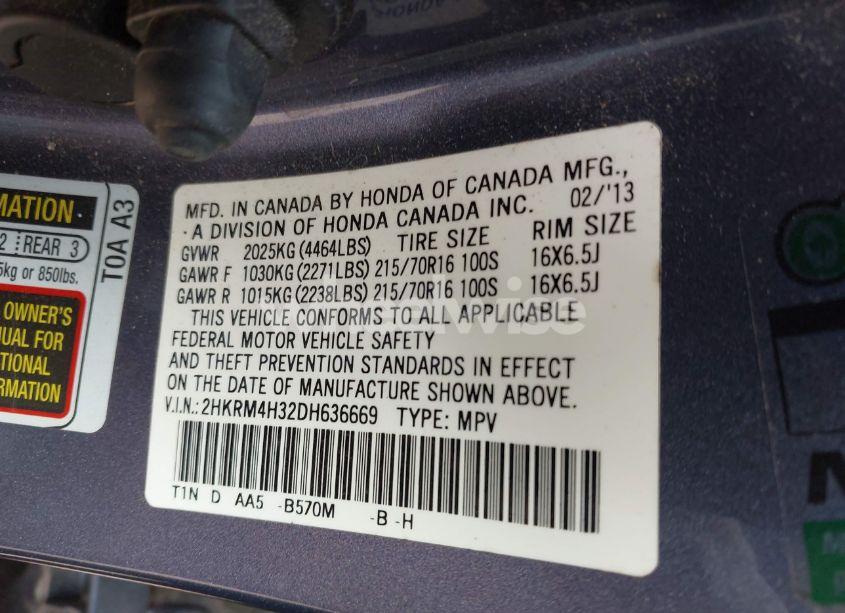 MATION
2 REAR 3
5kg or 850lbs.
OWNER'S
UAL FOR
TIONAL
ORMATION
T0A A3
MFD. IN CANADA BY HONDA OF CANADA MFG.,
A DIVISION OF HONDA CANADA INC. 02/'13
GVWR 2025KG (4464LBS) TIRE SIZE RIM SIZE
GAWR F 1030KG (2271LBS) 215/70R16 100S 16X6.5J
GAWR R 1015KG (2238LBS) 215/70R16 100S 16X6.5J
THIS VEHICLE CONFORMS TO ALL APPLICABLE
FEDERAL MOTOR VEHICLE SAFETY
AND THEFT PREVENTION STANDARDS IN EFFECT
ON THE DATE OF MANUFACTURE SHOWN ABOVE.
V.I.N.: 2HKRM4H32DH636669 TYPE: MPV
T1N D AA5 -B570M -B -H